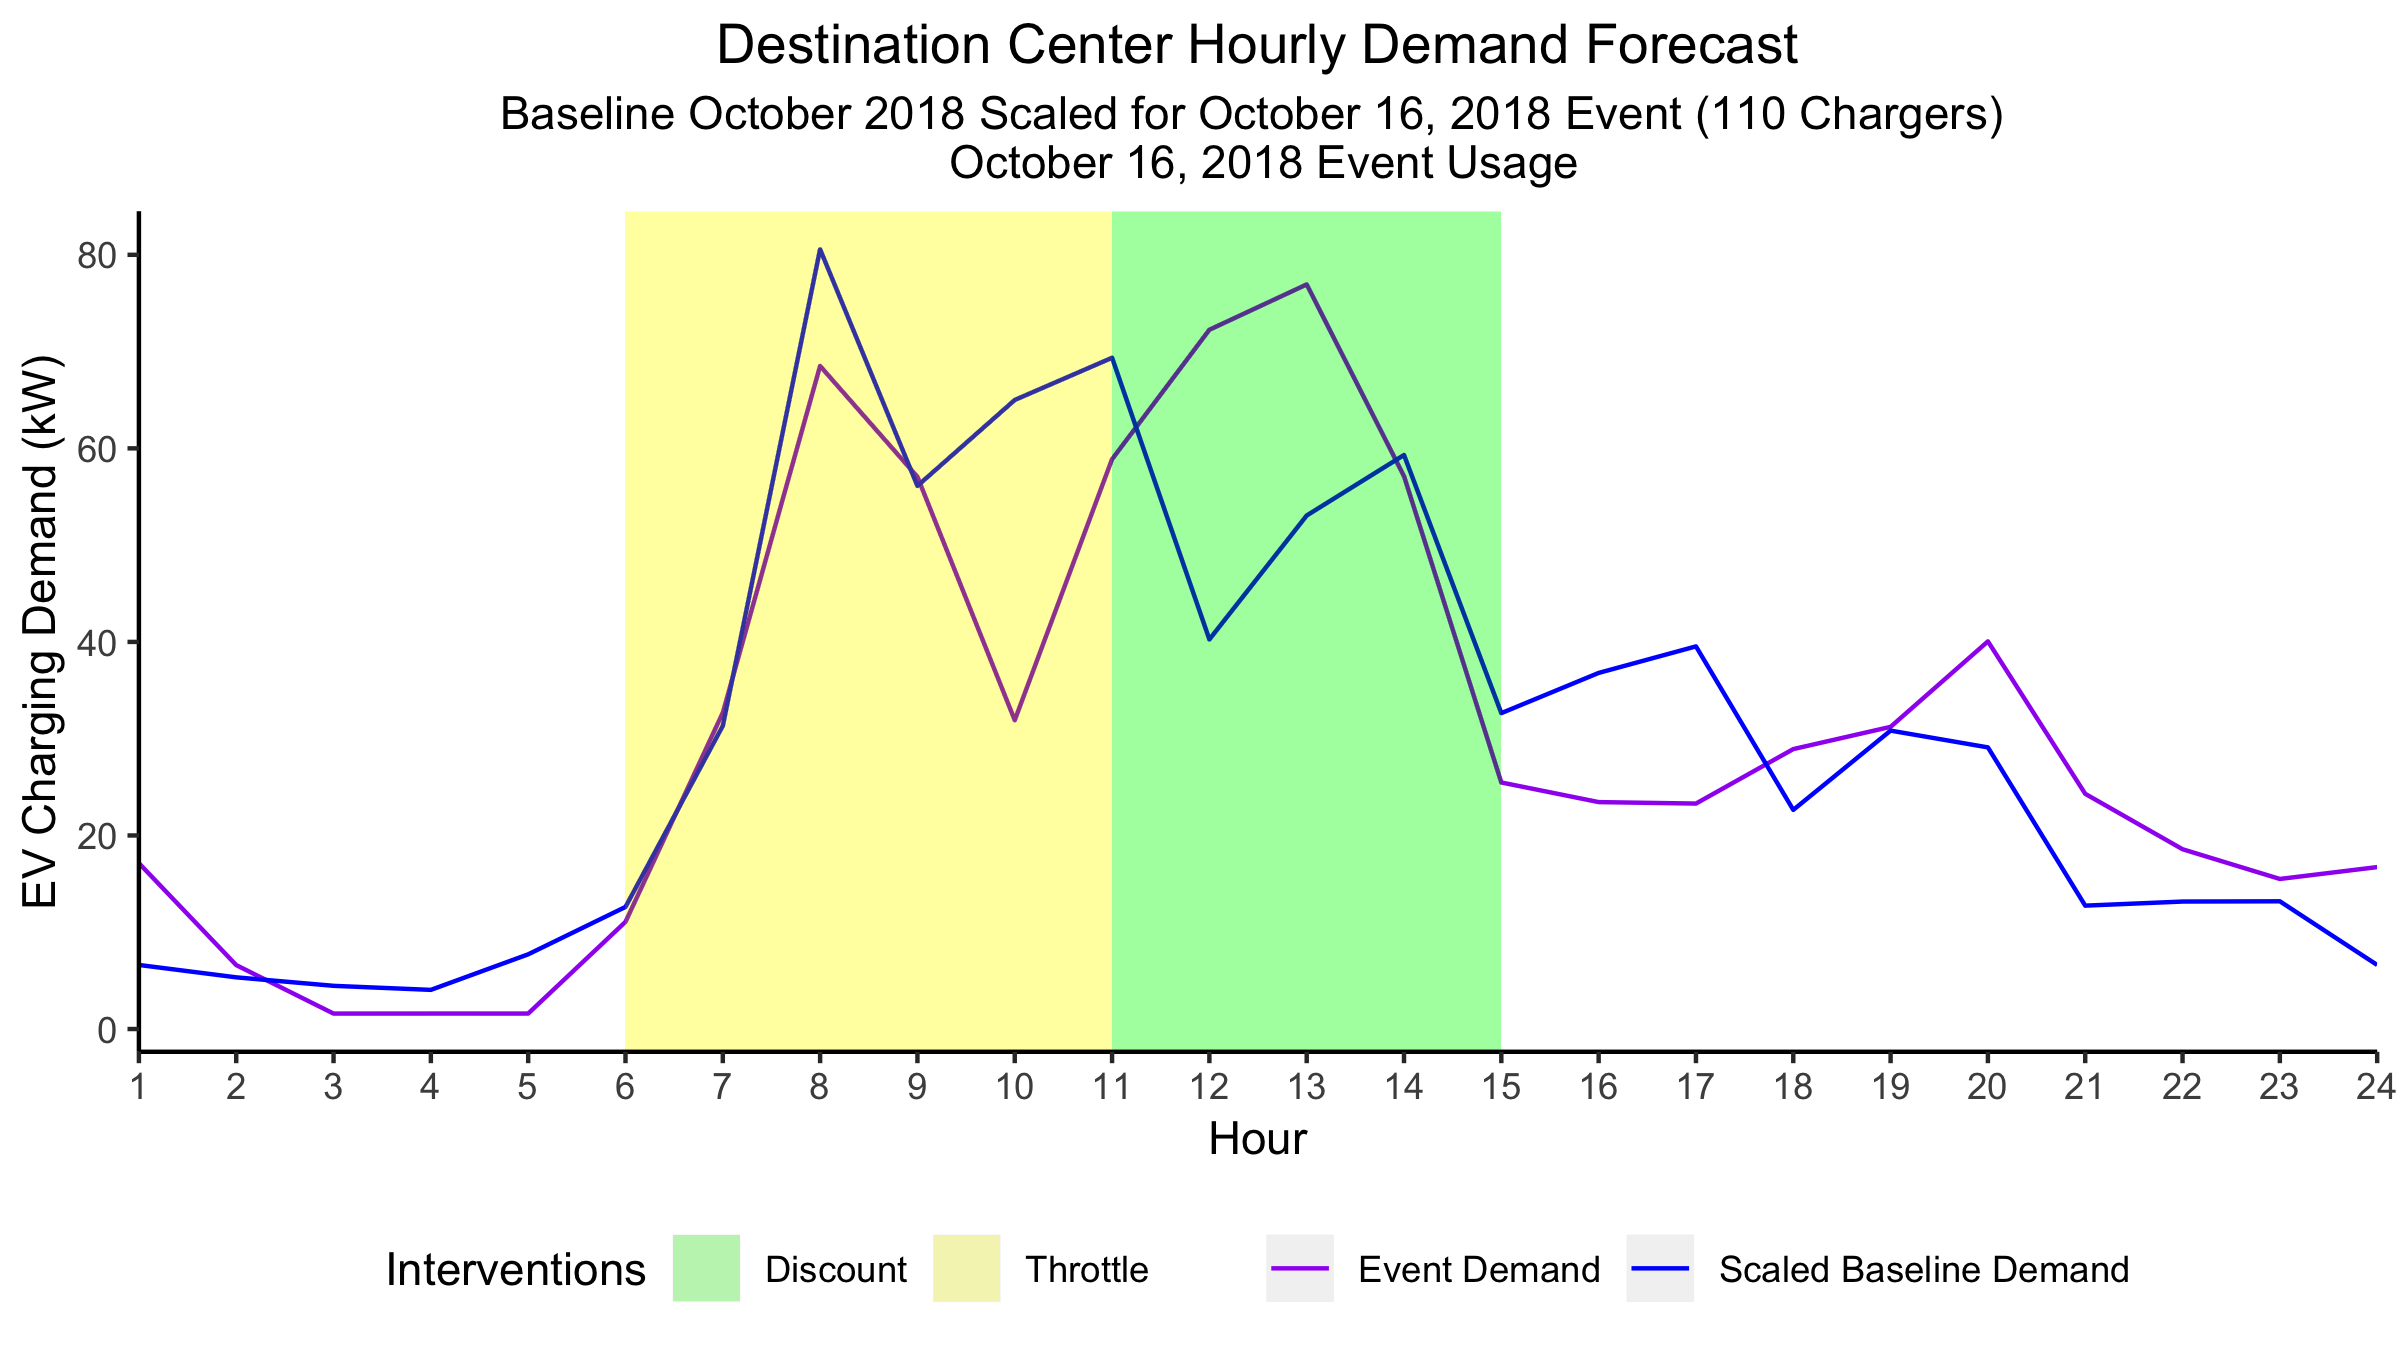 Destination Center Hourly Demand Forecast
Baseline October 2018 Scaled for October 16, 2018 Event (110 Chargers)
October 16, 2018 Event Usage
EV Charging Demand (kW)
80
60
40
20
0
1 2 3 4 5 6 7 8 9 10 11 12 13 14 15 16 17 18 19 20 21 22 23 24
Hour
Interventions Discount Throttle Event Demand Scaled Baseline Demand